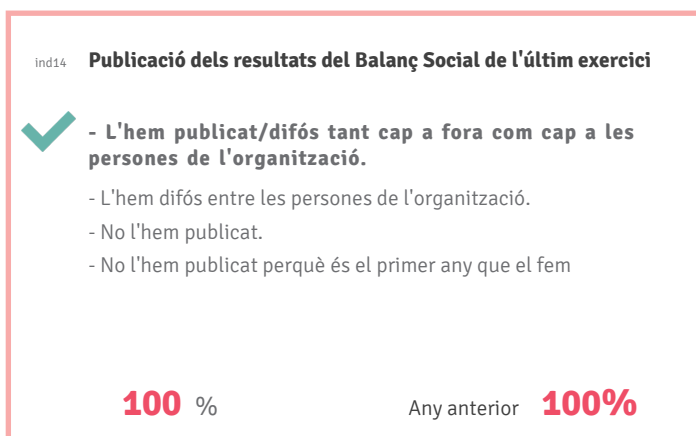 ind14 Publicació dels resultats del Balanç Social de l'últim exercici
- L'hem publicat/difós tant cap a fora com cap a les
persones de l'organització.
- L'hem difós entre les persones de l'organització.
- No l'hem publicat.
- No l'hem publicat perquè és el primer any que el fem
100 % Any anterior 100%